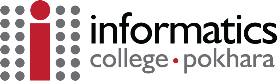 informatics
college • pokhara